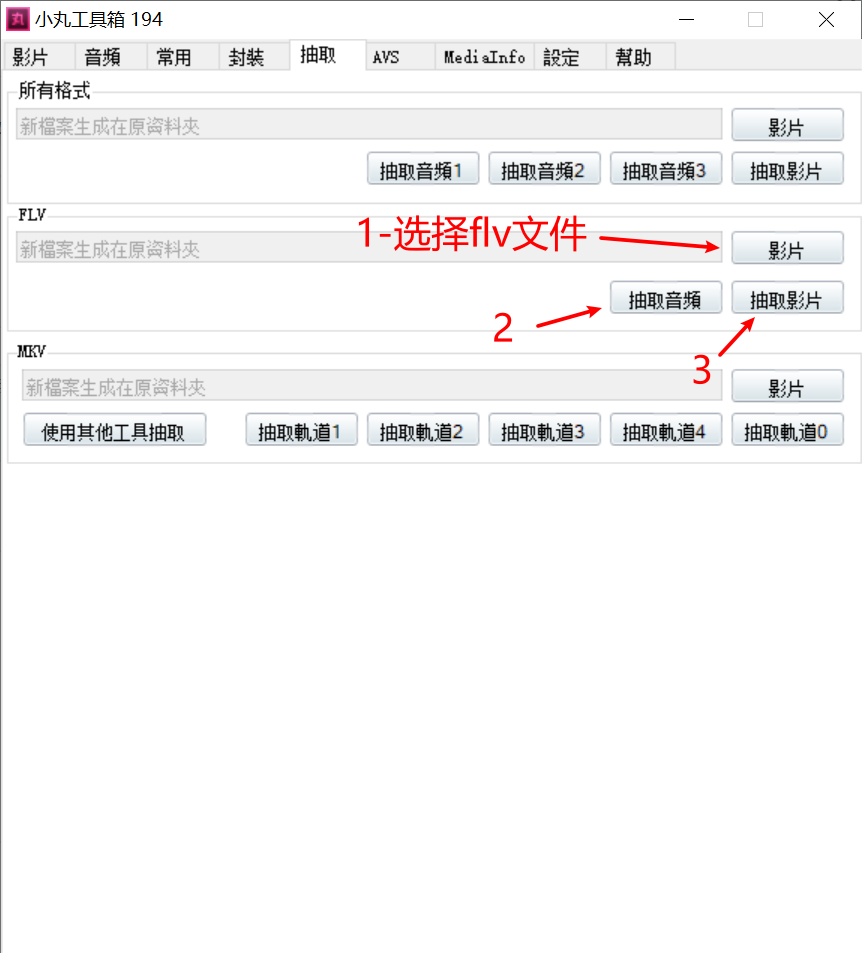 丸 小丸工具箱 194
影片 音頻 常用 封裝 抽取 AVS MediaInfo 設定 幫助
所有格式
新檔案生成在原資料夾 影片
抽取音頻1 抽取音頻2 抽取音頻3 抽取影片
FLV
新檔案生成在原資料夾 1-选择flv文件 影片
抽取音頻 抽取影片
2
3
MKV
新檔案生成在原資料夾 影片
使用其他工具抽取 抽取軌道1 抽取軌道2 抽取軌道3 抽取軌道4 抽取軌道0